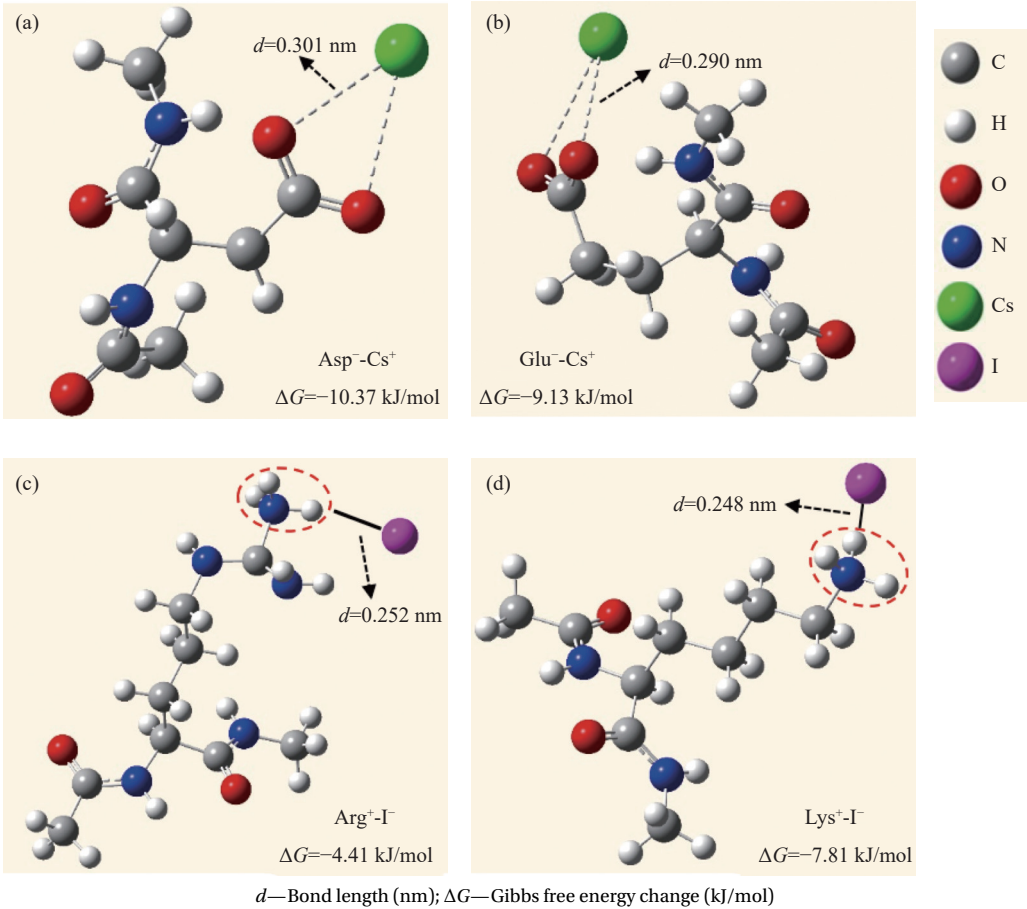 (a)
d=0.301 nm
Asp⁻-Cs⁺
ΔG=−10.37 kJ/mol
(b)
d=0.290 nm
Glu⁻-Cs⁺
ΔG=−9.13 kJ/mol
C
H
O
N
Cs
I
(c)
d=0.252 nm
Arg⁺-I⁻
ΔG=−4.41 kJ/mol
(d)
d=0.248 nm
Lys⁺-I⁻
ΔG=−7.81 kJ/mol
d—Bond length (nm); ΔG—Gibbs free energy change (kJ/mol)